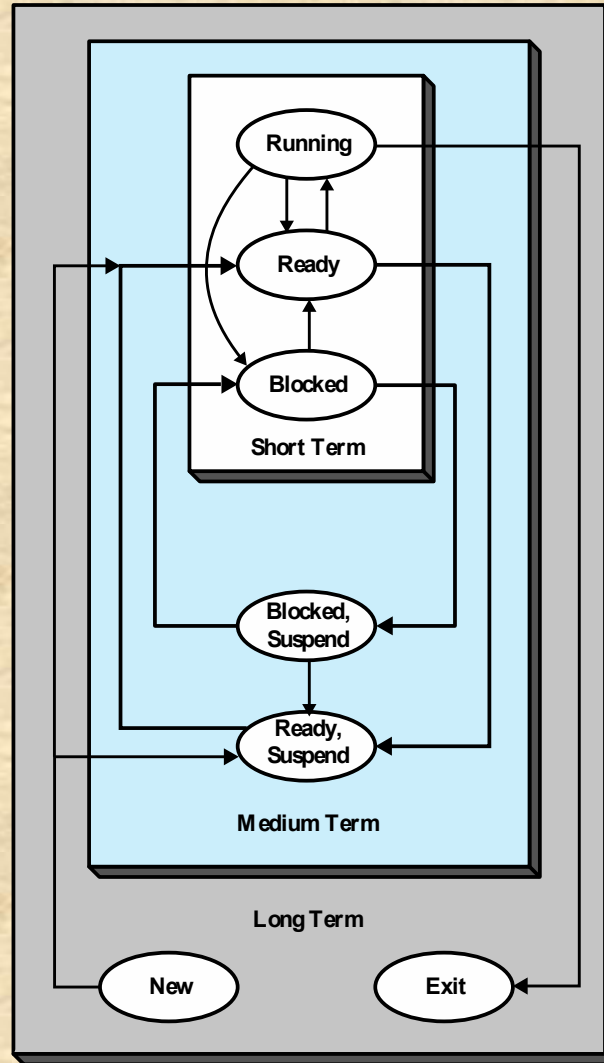 Running
Ready
Blocked
Short Term
Blocked,
Suspend
Ready,
Suspend
Medium Term
Long Term
New
Exit